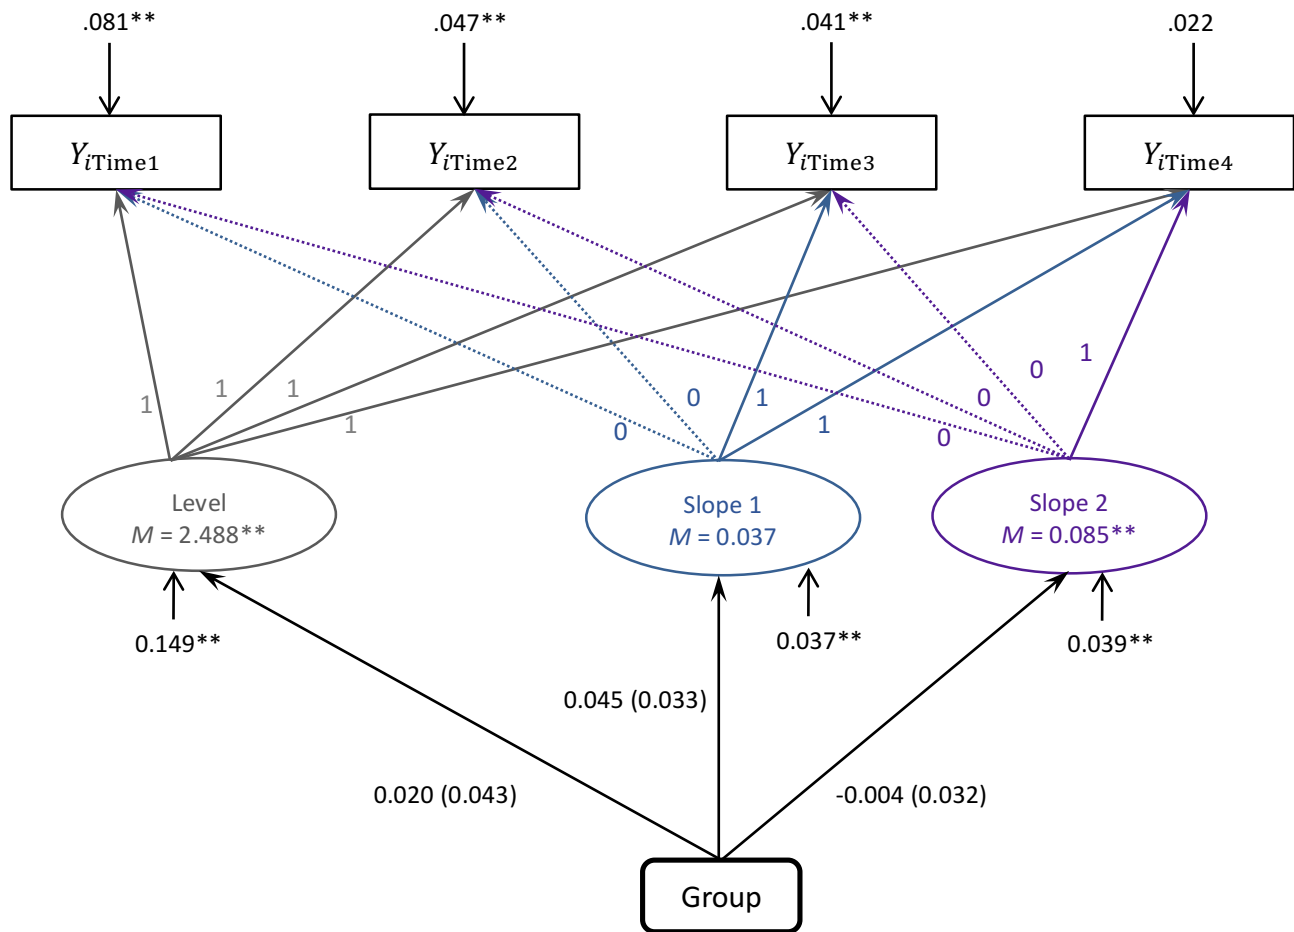 .081** .047** .041** .022
YiTime1 YiTime2 YiTime3 YiTime4
1 1 1 1 0 0 1 1 0 0 0 1
Level
M = 2.488**
Slope 1
M = 0.037
Slope 2
M = 0.085**
0.149** 0.037** 0.039**
0.045 (0.033)
0.020 (0.043) -0.004 (0.032)
Group